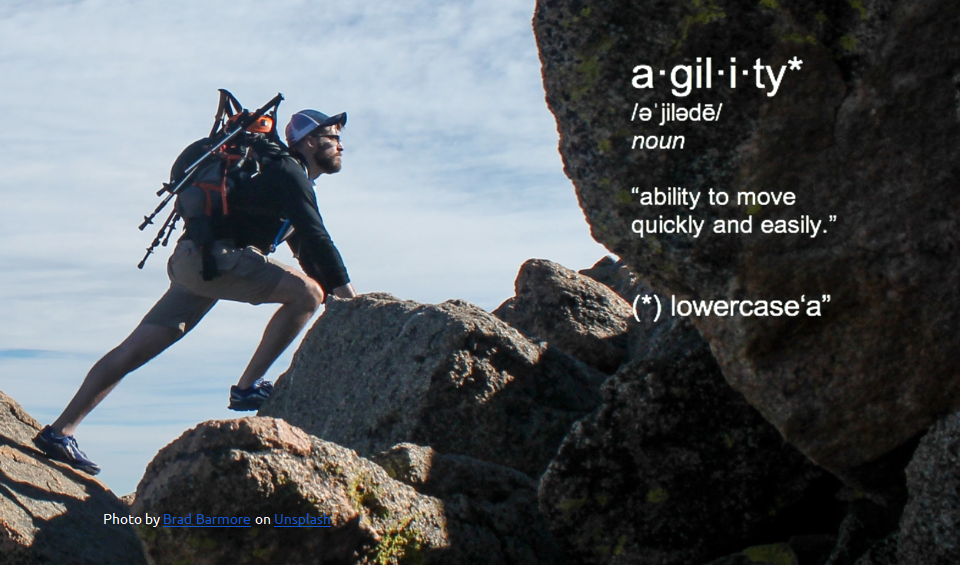 a·gil·i·ty*
/əˈjilədē/
noun
“ability to move
quickly and easily.”
(*) lowercase‘a”
Photo by Brad Barmore on Unsplash